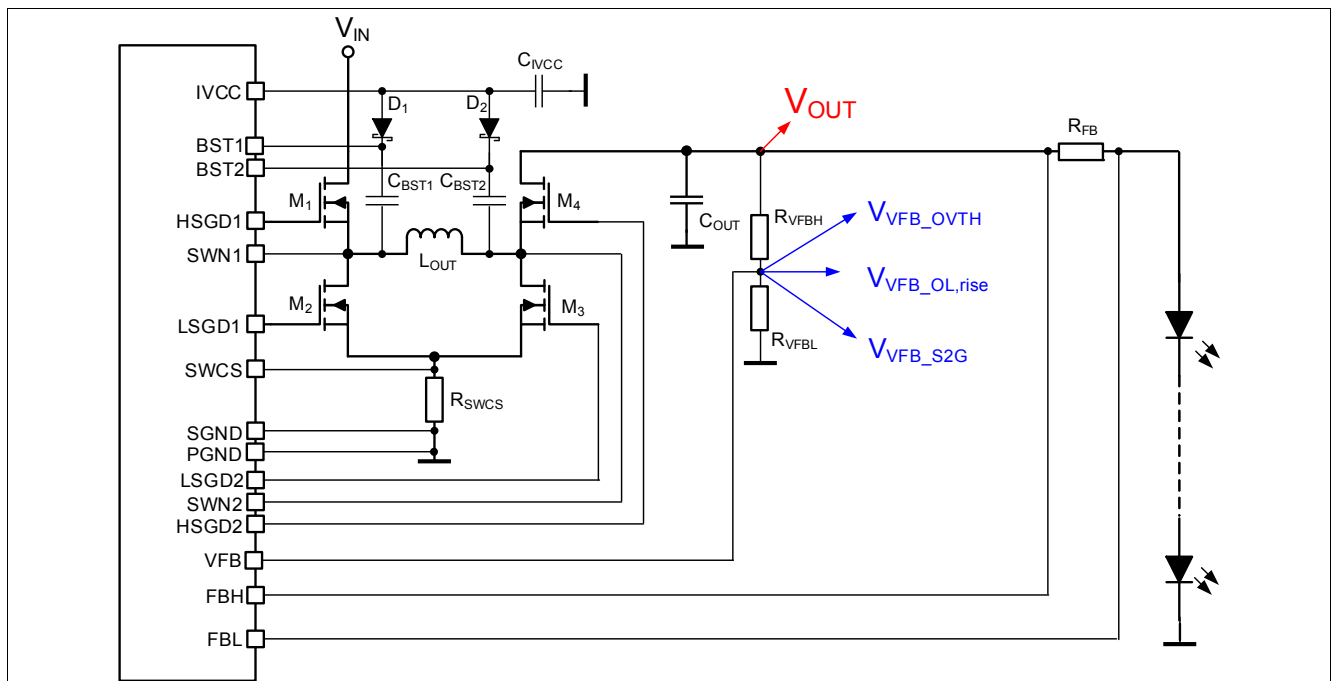 VIN
CIVCC
IVCC
D1
D2
VOUT
RFB
BST1
BST2
CBST1
CBST2
M1
M4
HSGD1
COUT
RVFBH
VVFB_OVTH
SWN1
LOUT
VVFB_OL,rise
M2
M3
LSGD1
RVFBL
VVFB_S2G
SWCS
RSWCS
SGND
PGND
LSGD2
SWN2
HSGD2
VFB
FBH
FBL